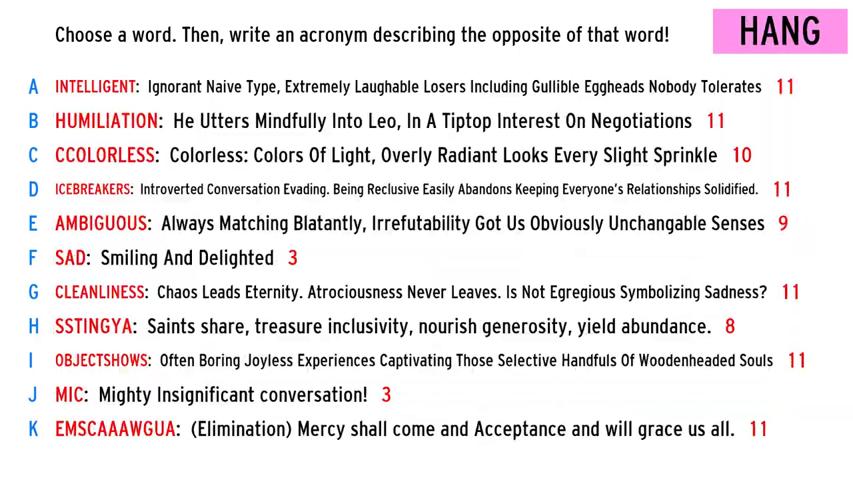 Choose a word. Then, write an acronym describing the opposite of that word!
HANG
A INTELLIGENT: Ignorant Naive Type, Extremely Laughable Losers Including Gullible Eggheads Nobody Tolerates 11
B HUMILIATION: He Utters Mindfully Into Leo, In A Tiptop Interest On Negotiations 11
C CCOLORLESS: Colorless: Colors Of Light, Overly Radiant Looks Every Slight Sprinkle 10
D ICEBREAKERS: Introverted Conversation Evading. Being Reclusive Easily Abandons Keeping Everyone's Relationships Solidified. 11
E AMBIGUOUS: Always Matching Blatantly, Irrefutability Got Us Obviously Unchangable Senses 9
F SAD: Smiling And Delighted 3
G CLEANLINESS: Chaos Leads Eternity. Atrociousness Never Leaves. Is Not Egregious Symbolizing Sadness? 11
H SSTINGYA: Saints share, treasure inclusivity, nourish generosity, yield abundance. 8
I OBJECTSHOWS: Often Boring Joyless Experiences Captivating Those Selective Handfuls Of Woodenheaded Souls 11
J MIC: Mighty Insignificant conversation! 3
K EMSCAAAWGUA: (Elimination) Mercy shall come and Acceptance and will grace us all. 11